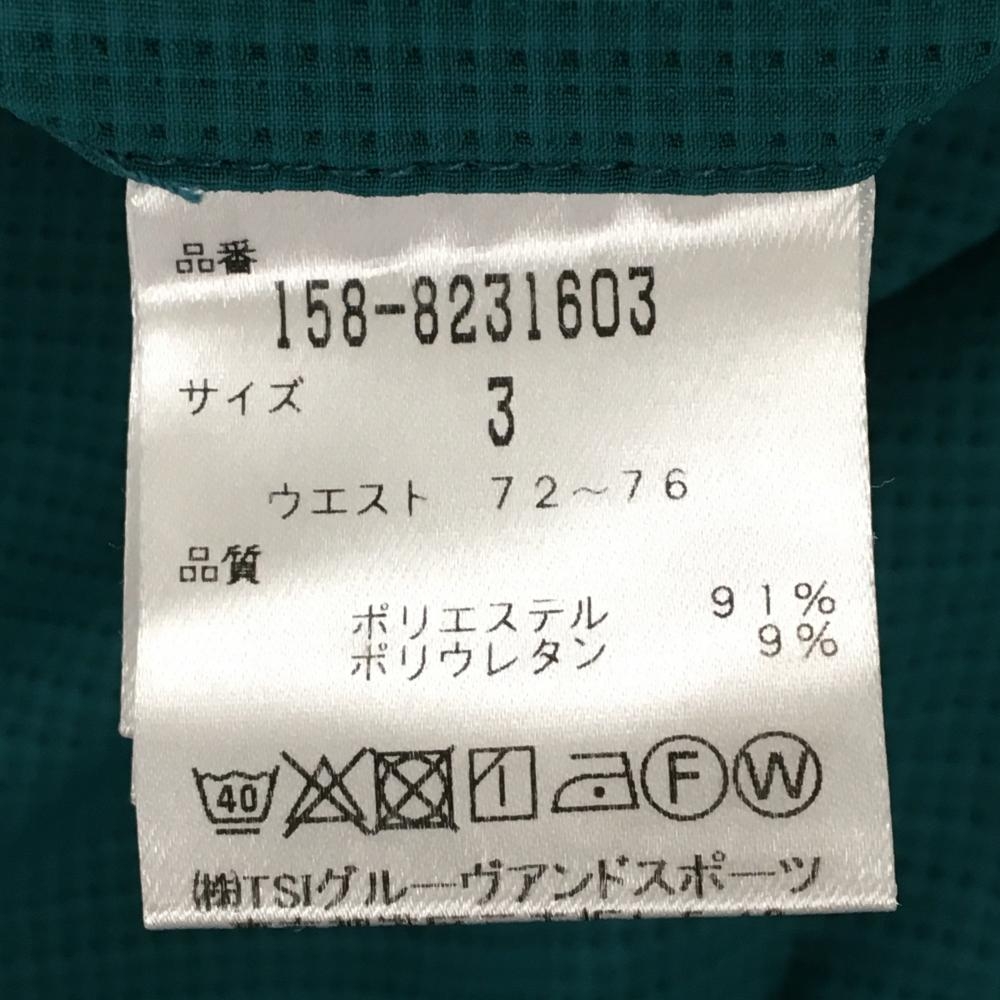 品番
158-8231603
サイズ 3
ウエスト 72～76
品質
ポリエステル 91%
ポリウレタン 9%
40 F W
㈱TSIグルーヴアンドスポーツ